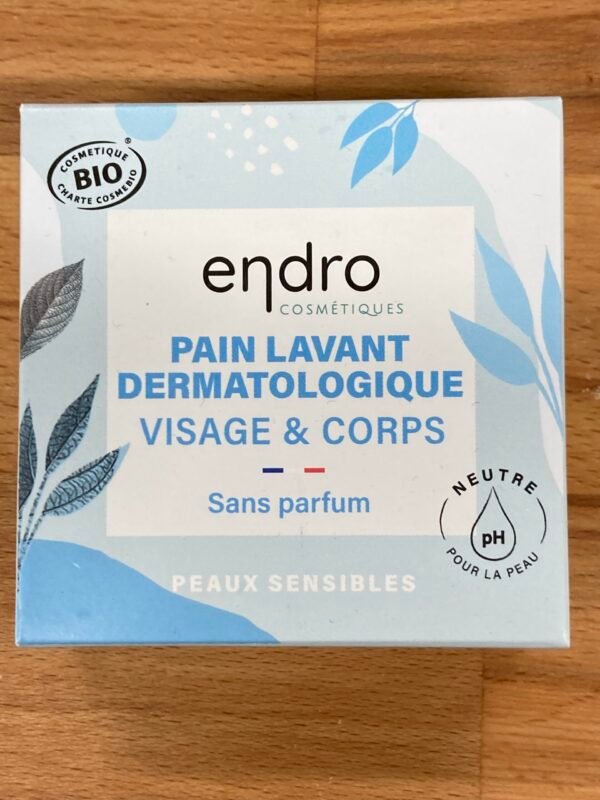 COSMETIQUE
BIO
®
CHARTE COSMEBIO
endro
COSMÉTIQUES
PAIN LAVANT
DERMATOLOGIQUE
VISAGE & CORPS
Sans parfum
NEUTRE
pH
POUR LA PEAU
PEAUX SENSIBLES